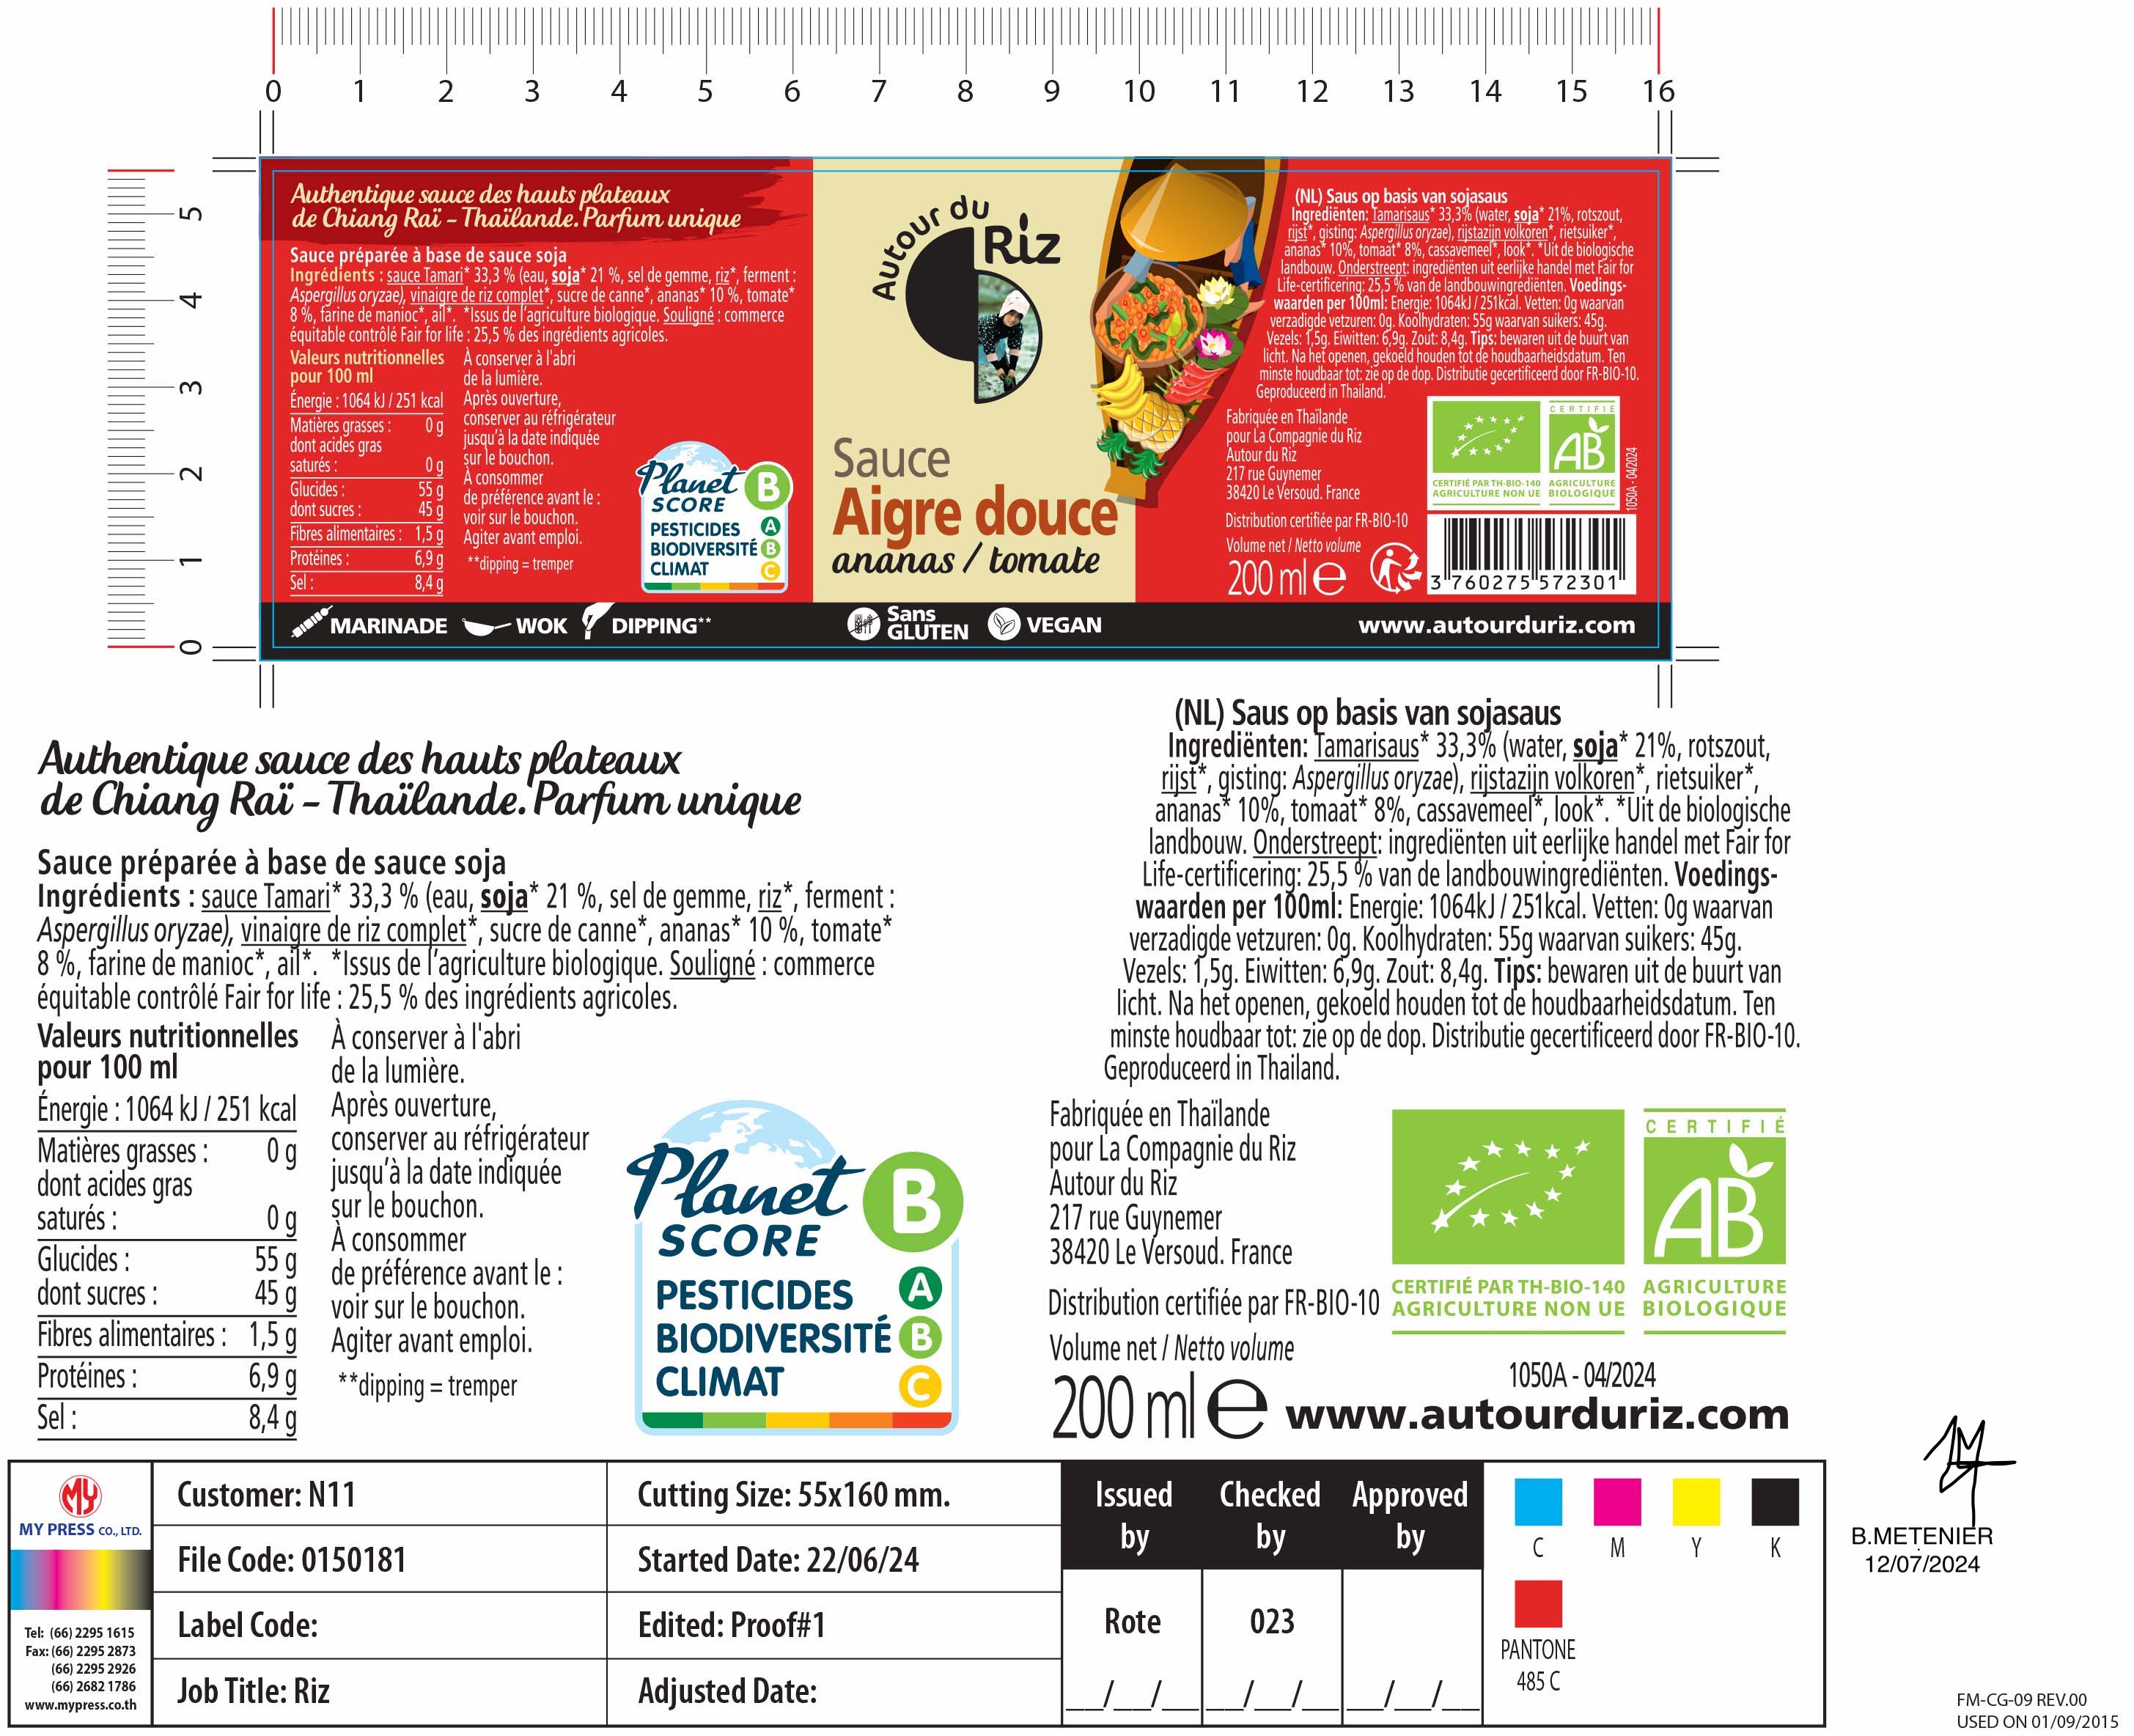 0 1 2 3 4 5 6 7 8 9 10 11 12 13 14 15 16
5
4
3
2
1
0
Authentique sauce des hauts plateaux
de Chiang Raï – Thaïlande. Parfum unique
Sauce préparée à base de sauce soja
Ingrédients : sauce Tamari* 33,3 % (eau, soja* 21 %, sel de gemme, riz*, ferment :
Aspergillus oryzae), vinaigre de riz complet*, sucre de canne*, ananas* 10 %, tomate*
8 %, farine de manioc*, ail*. *Issus de l'agriculture biologique. Souligné : commerce
équitable contrôlé Fair for life : 25,5 % des ingrédients agricoles.
Valeurs nutritionnelles
pour 100 ml
Énergie : 1064 kJ / 251 kcal
Matières grasses : 0 g
dont acides gras
saturés : 0 g
Glucides : 55 g
dont sucres : 45 g
Fibres alimentaires : 1,5 g
Protéines : 6,9 g
Sel : 8,4 g
À conserver à l'abri
de la lumière.
Après ouverture,
conserver au réfrigérateur
jusqu'à la date indiquée
sur le bouchon.
À consommer
de préférence avant le :
voir sur le bouchon.
Agiter avant emploi.
**dipping = tremper
Planet B
SCORE
PESTICIDES A
BIODIVERSITÉ B
CLIMAT C
MARINADE WOK DIPPING**
Autour du
Riz
Sauce
Aigre douce
ananas / tomate
Sans
GLUTEN
VEGAN
(NL) Saus op basis van sojasaus
Ingrediënten: Tamarisaus* 33,3% (water, soja* 21%, rotszout,
rijst*, gisting: Aspergillus oryzae), rijstazijn volkoren*, rietsuiker*,
ananas* 10%, tomaat* 8%, cassavemeel*, look*. *Uit de biologische
landbouw. Onderstreept: ingrediënten uit eerlijke handel met Fair for
Life-certificering: 25,5 % van de landbouwingrediënten. Voedings-
waarden per 100ml: Energie: 1064kJ / 251kcal. Vetten: 0g waarvan
verzadigde vetzuren: 0g. Koolhydraten: 55g waarvan suikers: 45g.
Vezels: 1,5g. Eiwitten: 6,9g. Zout: 8,4g. Tips: bewaren uit de buurt van
licht. Na het openen, gekoeld houden tot de houdbaarheidsdatum. Ten
minste houdbaar tot: zie op de dop. Distributie gecertificeerd door FR-BIO-10.
Geproduceerd in Thailand.
Fabriquée en Thaïlande
pour La Compagnie du Riz
Autour du Riz
217 rue Guynemer
38420 Le Versoud. France
Distribution certifiée par FR-BIO-10
Volume net / Netto volume
200 ml e
CERTIFIÉ
AB
CERTIFIÉ PAR TH-BIO-140 AGRICULTURE
AGRICULTURE NON UE BIOLOGIQUE
1050A - 04/2024
3 760275 572301
www.autourduriz.com
Authentique sauce des hauts plateaux
de Chiang Raï – Thaïlande. Parfum unique
Sauce préparée à base de sauce soja
Ingrédients : sauce Tamari* 33,3 % (eau, soja* 21 %, sel de gemme, riz*, ferment :
Aspergillus oryzae), vinaigre de riz complet*, sucre de canne*, ananas* 10 %, tomate*
8 %, farine de manioc*, ail*. *Issus de l'agriculture biologique. Souligné : commerce
équitable contrôlé Fair for life : 25,5 % des ingrédients agricoles.
Valeurs nutritionnelles
pour 100 ml
Énergie : 1064 kJ / 251 kcal
Matières grasses : 0 g
dont acides gras
saturés : 0 g
Glucides : 55 g
dont sucres : 45 g
Fibres alimentaires : 1,5 g
Protéines : 6,9 g
Sel : 8,4 g
À conserver à l'abri
de la lumière.
Après ouverture,
conserver au réfrigérateur
jusqu'à la date indiquée
sur le bouchon.
À consommer
de préférence avant le :
voir sur le bouchon.
Agiter avant emploi.
**dipping = tremper
Planet B
SCORE
PESTICIDES A
BIODIVERSITÉ B
CLIMAT C
(NL) Saus op basis van sojasaus
Ingrediënten: Tamarisaus* 33,3% (water, soja* 21%, rotszout,
rijst*, gisting: Aspergillus oryzae), rijstazijn volkoren*, rietsuiker*,
ananas* 10%, tomaat* 8%, cassavemeel*, look*. *Uit de biologische
landbouw. Onderstreept: ingrediënten uit eerlijke handel met Fair for
Life-certificering: 25,5 % van de landbouwingrediënten. Voedings-
waarden per 100ml: Energie: 1064kJ / 251kcal. Vetten: 0g waarvan
verzadigde vetzuren: 0g. Koolhydraten: 55g waarvan suikers: 45g.
Vezels: 1,5g. Eiwitten: 6,9g. Zout: 8,4g. Tips: bewaren uit de buurt van
licht. Na het openen, gekoeld houden tot de houdbaarheidsdatum. Ten
minste houdbaar tot: zie op de dop. Distributie gecertificeerd door FR-BIO-10.
Geproduceerd in Thailand.
Fabriquée en Thaïlande
pour La Compagnie du Riz
Autour du Riz
217 rue Guynemer
38420 Le Versoud. France
Distribution certifiée par FR-BIO-10
Volume net / Netto volume
200 ml e
CERTIFIÉ
AB
CERTIFIÉ PAR TH-BIO-140 AGRICULTURE
AGRICULTURE NON UE BIOLOGIQUE
1050A - 04/2024
www.autourduriz.com
MY
MY PRESS CO., LTD.
Tel: (66) 2295 1615
Fax: (66) 2295 2873
(66) 2295 2926
(66) 2682 1786
www.mypress.co.th
Customer: N11
File Code: 0150181
Label Code:
Job Title: Riz
Cutting Size: 55x160 mm.
Started Date: 22/06/24
Edited: Proof#1
Adjusted Date:
Issued by
Checked by
Approved by
Rote
023
__/__/__ __/__/__ __/__/__
C M Y K
PANTONE
485 C
B.METENIER
12/07/2024
FM-CG-09 REV.00
USED ON 01/09/2015